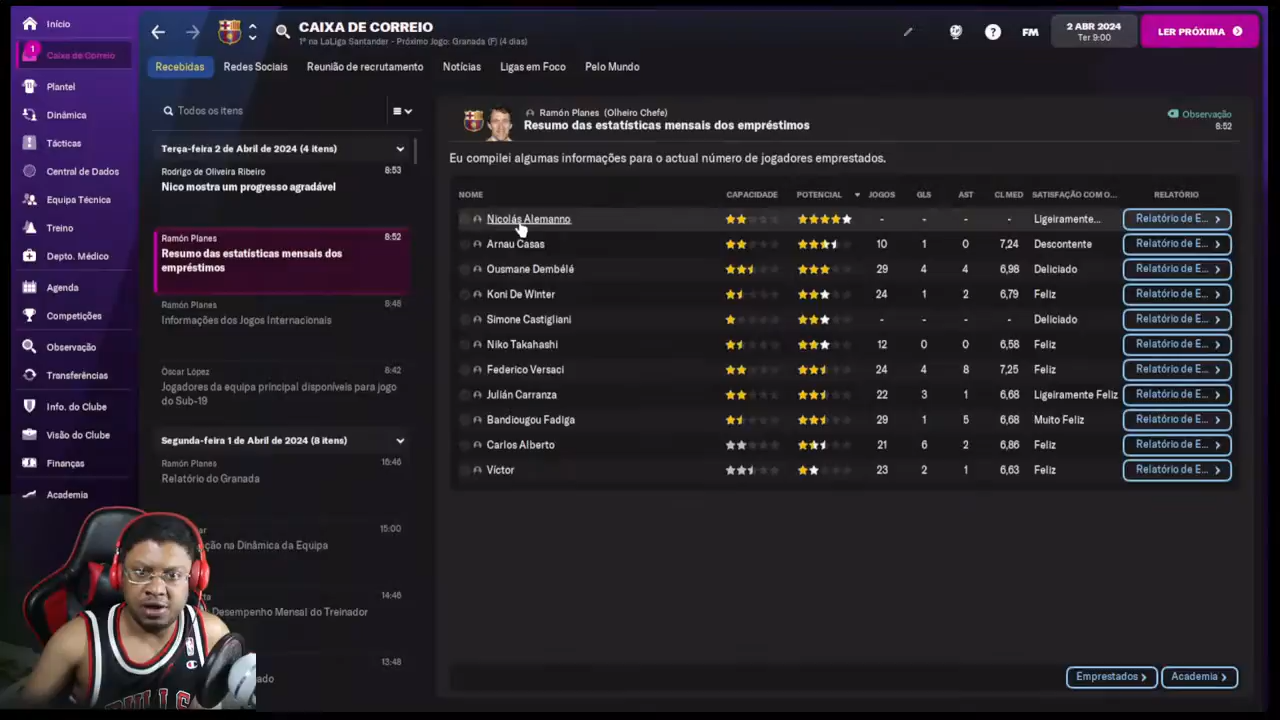 Início
1
Caixa de Correio
Plantel
Dinâmica
Tácticas
Central de Dados
Equipa Técnica
Treino
Depto. Médico
Agenda
Competições
Observação
Transferências
Info. do Clube
Visão do Clube
Finanças
Academia
CAIXA DE CORREIO
1º na LaLiga Santander - Próximo Jogo: Granada (F) (4 dias)
FM
2 ABR 2024
Ter 9:00
LER PRÓXIMA
Recebidas Redes Sociais Reunião de recrutamento Notícias Ligas em Foco Pelo Mundo
Todos os itens
Terça-feira 2 de Abril de 2024 (4 itens)
Rodrigo de Oliveira Ribeiro 8:53
Nico mostra um progresso agradável
Ramón Planes 8:52
Resumo das estatísticas mensais dos
empréstimos
Ramón Planes 8:46
Informações dos Jogos Internacionais
Òscar López 8:42
Jogadores da equipa principal disponíveis para jogo
do Sub-19
Segunda-feira 1 de Abril de 2024 (8 itens)
Ramón Planes 16:46
Relatório do Granada
15:00
na Dinâmica da Equipa
14:46
Desempenho Mensal do Treinador
13:48
Ramón Planes (Olheiro Chefe)
Resumo das estatísticas mensais dos empréstimos
Observação
8:52
Eu compilei algumas informações para o actual número de jogadores emprestados.
NOME CAPACIDADE POTENCIAL JOGOS GLS AST CL MED SATISFAÇÃO COM O... RELATÓRIO
Nicolás Alemanno - - - - Ligeiramente... Relatório de E...
Arnau Casas 10 1 0 7,24 Descontente Relatório de E...
Ousmane Dembélé 29 4 4 6,98 Deliciado Relatório de E...
Koni De Winter 24 1 2 6,79 Feliz Relatório de E...
Simone Castigliani - - - - Deliciado Relatório de E...
Niko Takahashi 12 0 0 6,58 Feliz Relatório de E...
Federico Versaci 24 4 8 7,25 Feliz Relatório de E...
Julián Carranza 22 3 1 6,68 Ligeiramente Feliz Relatório de E...
Bandiougou Fadiga 29 1 5 6,68 Muito Feliz Relatório de E...
Carlos Alberto 21 6 2 6,86 Feliz Relatório de E...
Víctor 23 2 1 6,63 Feliz Relatório de E...
Emprestados Academia